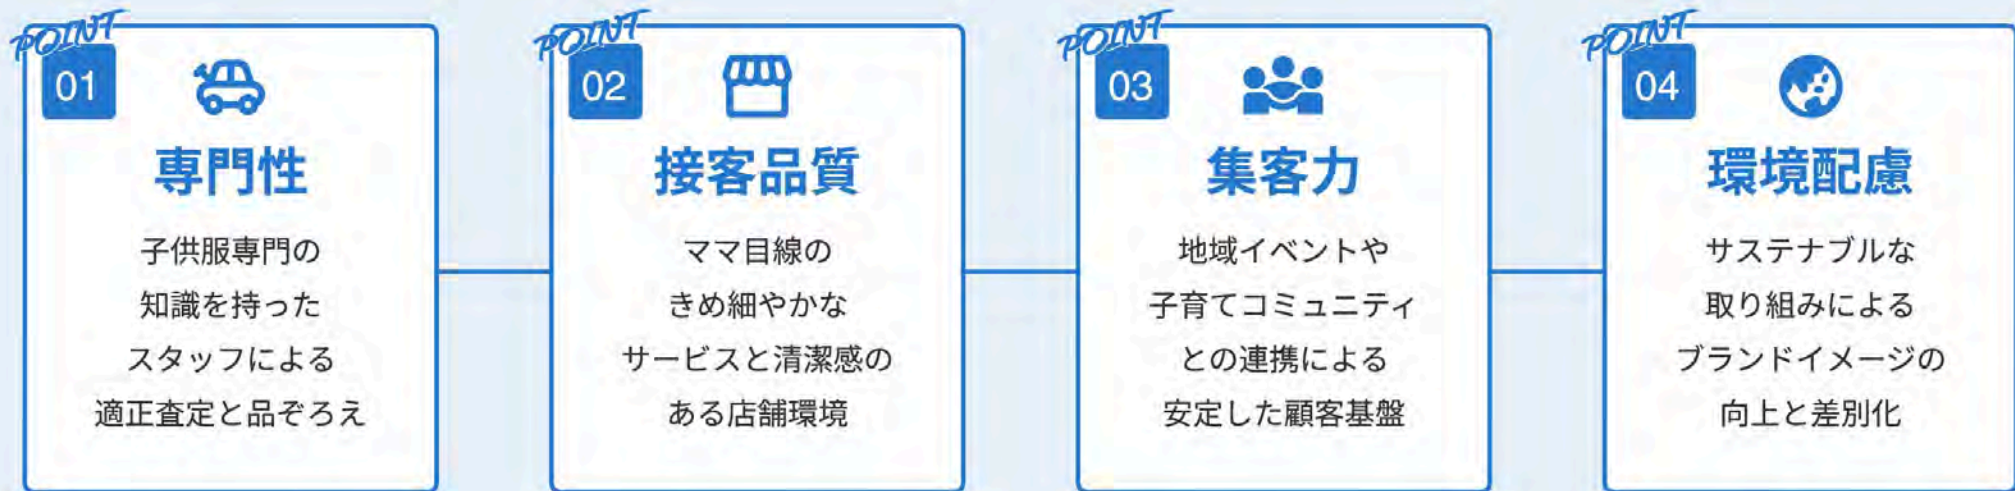 POINT
01
専門性
子供服専門の
知識を持った
スタッフによる
適正査定と品ぞろえ
POINT
02
接客品質
ママ目線の
きめ細やかな
サービスと清潔感の
ある店舗環境
POINT
03
集客力
地域イベントや
子育てコミュニティ
との連携による
安定した顧客基盤
POINT
04
環境配慮
サステナブルな
取り組みによる
ブランドイメージの
向上と差別化